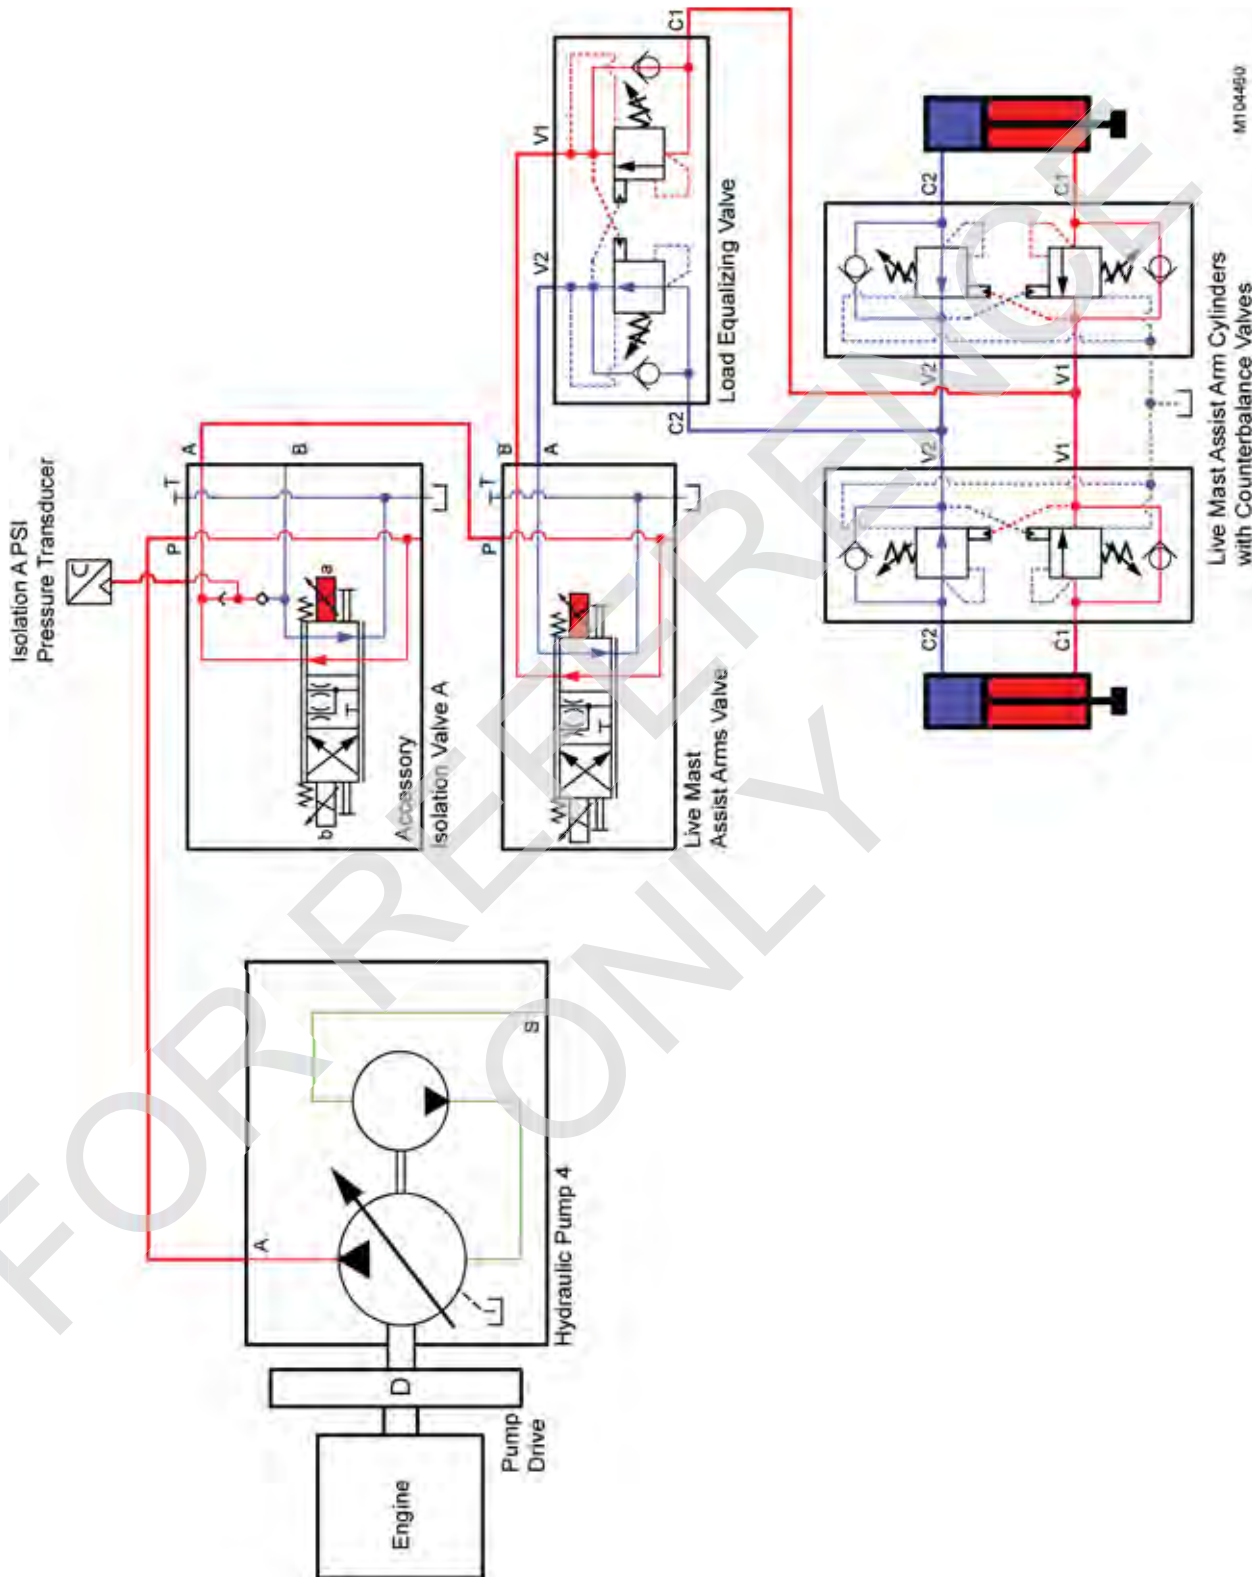 Isolation A PSI
Pressure Transducer
P
A
T
B
a
b
Accessory
Isolation Valve A
P
B
T
A
Live Mast
Assist Arms Valve
V1
C1
V2
C2
Load Equalizing Valve
C2
C1
V2
V1
V2
V1
C2
C1
Live Mast Assist Arm Cylinders
with Counterbalance Valves
M104460
A
S
Hydraulic Pump 4
D
Pump
Drive
Engine
FOR REFERENCE
ONLY